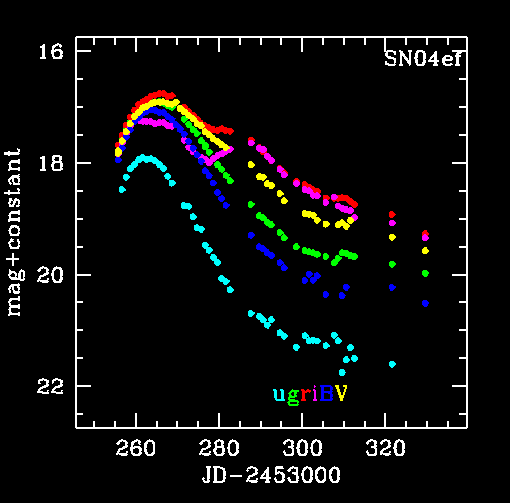 SN04ef
16
18
20
22
mag+constant
ugriBV
260 280 300 320
JD-2453000